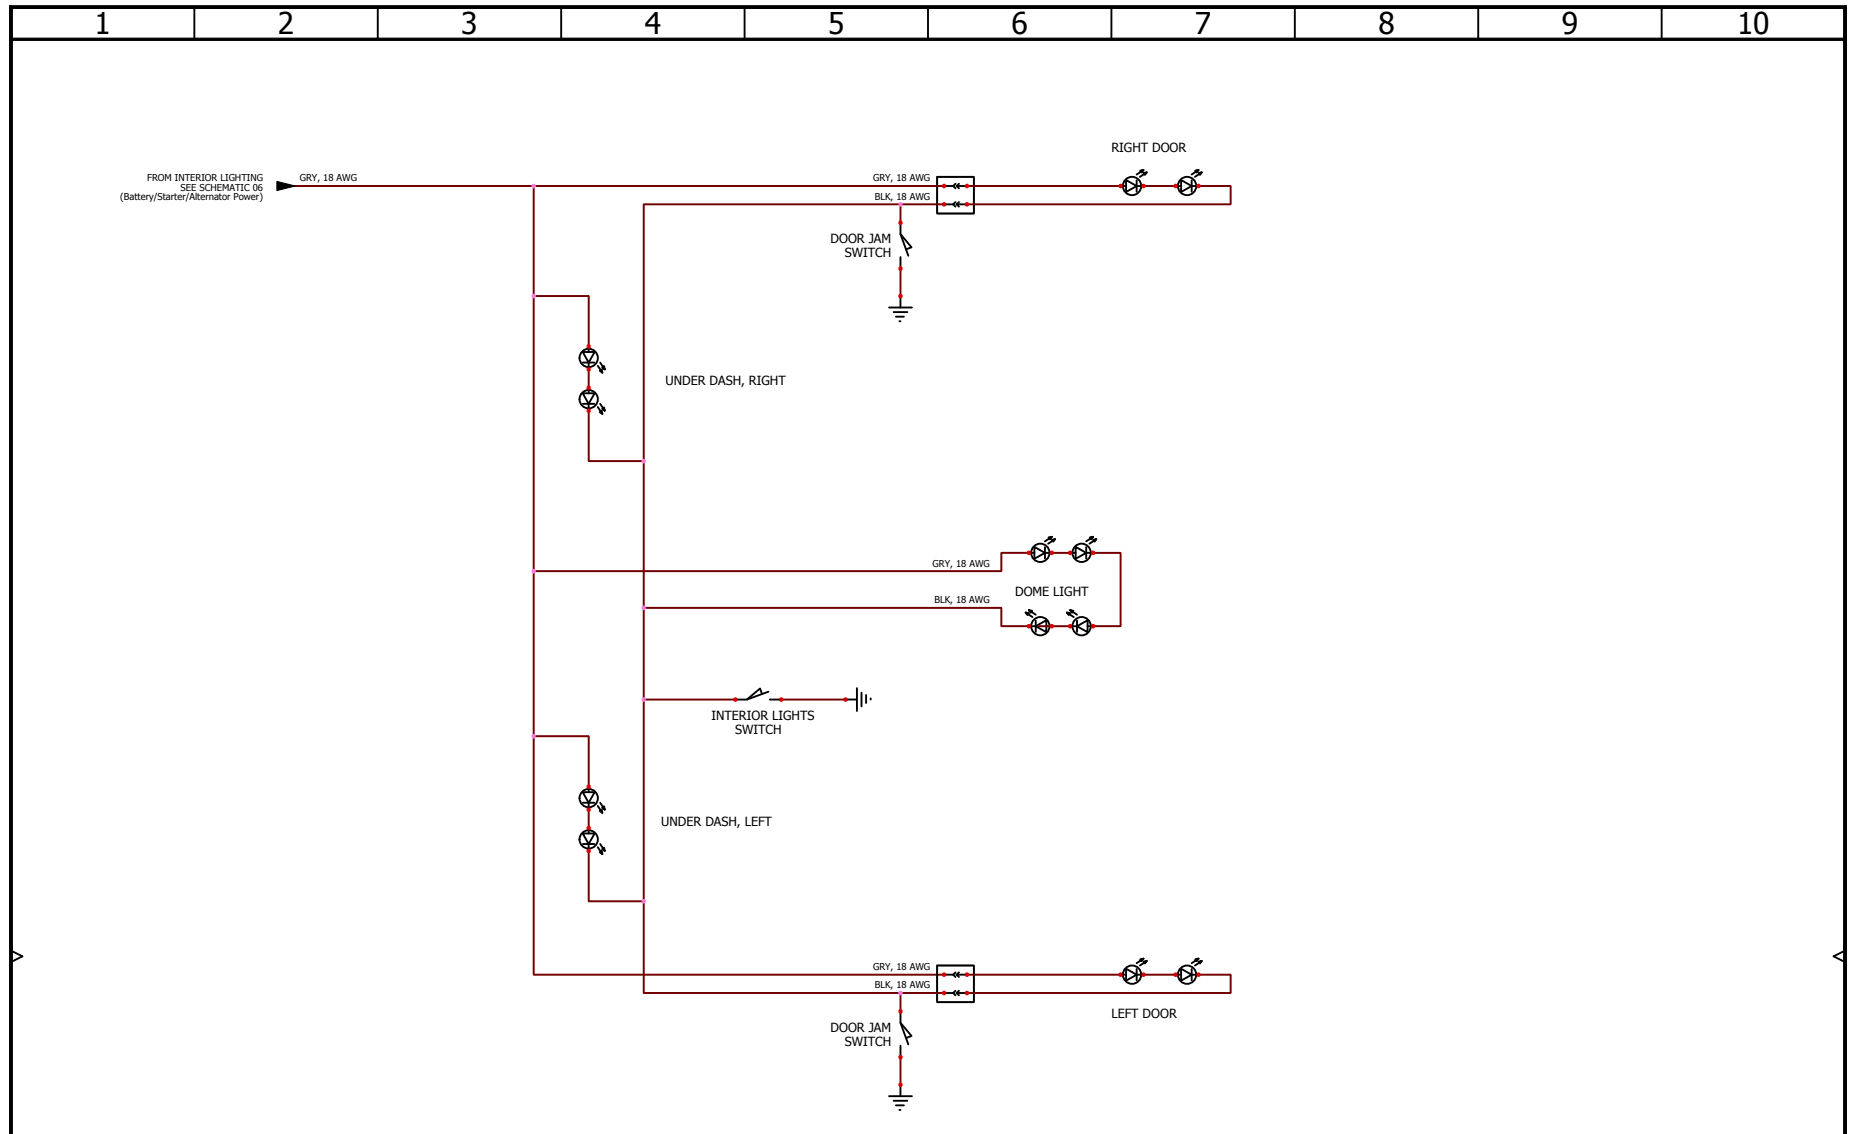 1 2 3 4 5 6 7 8 9 10
RIGHT DOOR
FROM INTERIOR LIGHTING
SEE SCHEMATIC 06
(Battery/Starter/Alternator Power)
GRY, 18 AWG
GRY, 18 AWG
BLK, 18 AWG
DOOR JAM
SWITCH
UNDER DASH, RIGHT
GRY, 18 AWG
DOME LIGHT
BLK, 18 AWG
INTERIOR LIGHTS
SWITCH
UNDER DASH, LEFT
GRY, 18 AWG
BLK, 18 AWG
LEFT DOOR
DOOR JAM
SWITCH